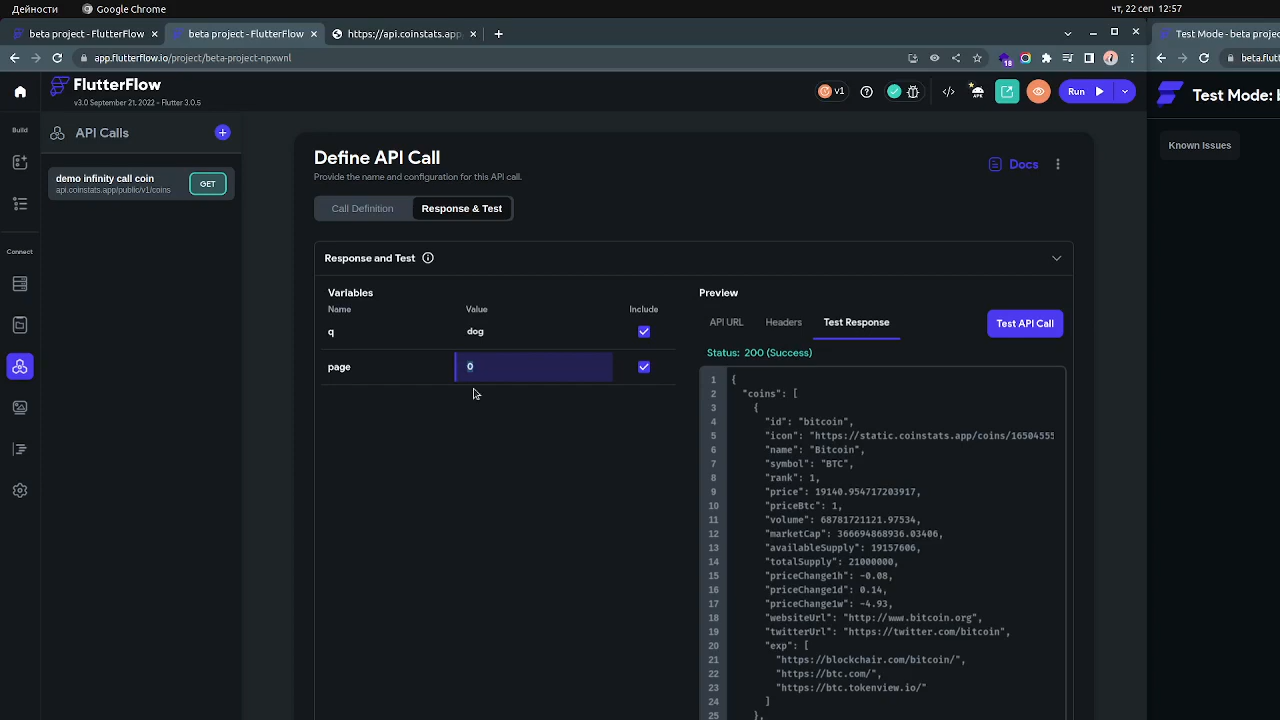 Дейности
Google Chrome
чт, 22 сеп 12:57
beta project - FlutterFlow
beta project - FlutterFlow
https://api.coinstats.app
Test Mode: beta projec
app.flutterflow.io/project/beta-project-npxwnl
18
beta.flutt
FlutterFlow
v3.0 September 21. 2022 - Flutter 3.0.5
v1
APK
Run
Test Mode: b
Build
API Calls
Known Issues
demo infinity call coin
api.coinstats.app/public/v1/coins
GET
Connect
Define API Call
Provide the name and configuration for this API call.
Docs
Call Definition
Response & Test
Response and Test
Variables
Name
Value
Include
q
dog
page
0
Preview
API URL
Headers
Test Response
Test API Call
Status: 200 (Success)
1 {
2 "coins": [
3 {
4 "id": "bitcoin",
5 "icon": "https://static.coinstats.app/coins/16504555
6 "name": "Bitcoin",
7 "symbol": "BTC",
8 "rank": 1,
9 "price": 19140.954717203917,
10 "priceBtc": 1,
11 "volume": 68781721121.97534,
12 "marketCap": 366694868936.03406,
13 "availableSupply": 19157606,
14 "totalSupply": 21000000,
15 "priceChange1h": -0.08,
16 "priceChange1d": 0.14,
17 "priceChange1w": -4.93,
18 "websiteUrl": "http://www.bitcoin.org",
19 "twitterUrl": "https://twitter.com/bitcoin",
20 "exp": [
21 "https://blockchair.com/bitcoin/",
22 "https://btc.com/",
23 "https://btc.tokenview.io/"
24 ]
25 },